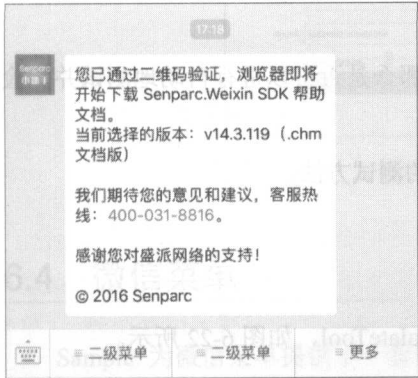 17:18
Senparc
您已通过二维码验证，浏览器即将
开始下载 Senparc.Weixin SDK 帮助
文档。
当前选择的版本：v14.3.119（.chm
文档版）
我们期待您的意见和建议，客服热
线：400-031-8816。
感谢您对盛派网络的支持！
© 2016 Senparc
二级菜单
二级菜单
更多